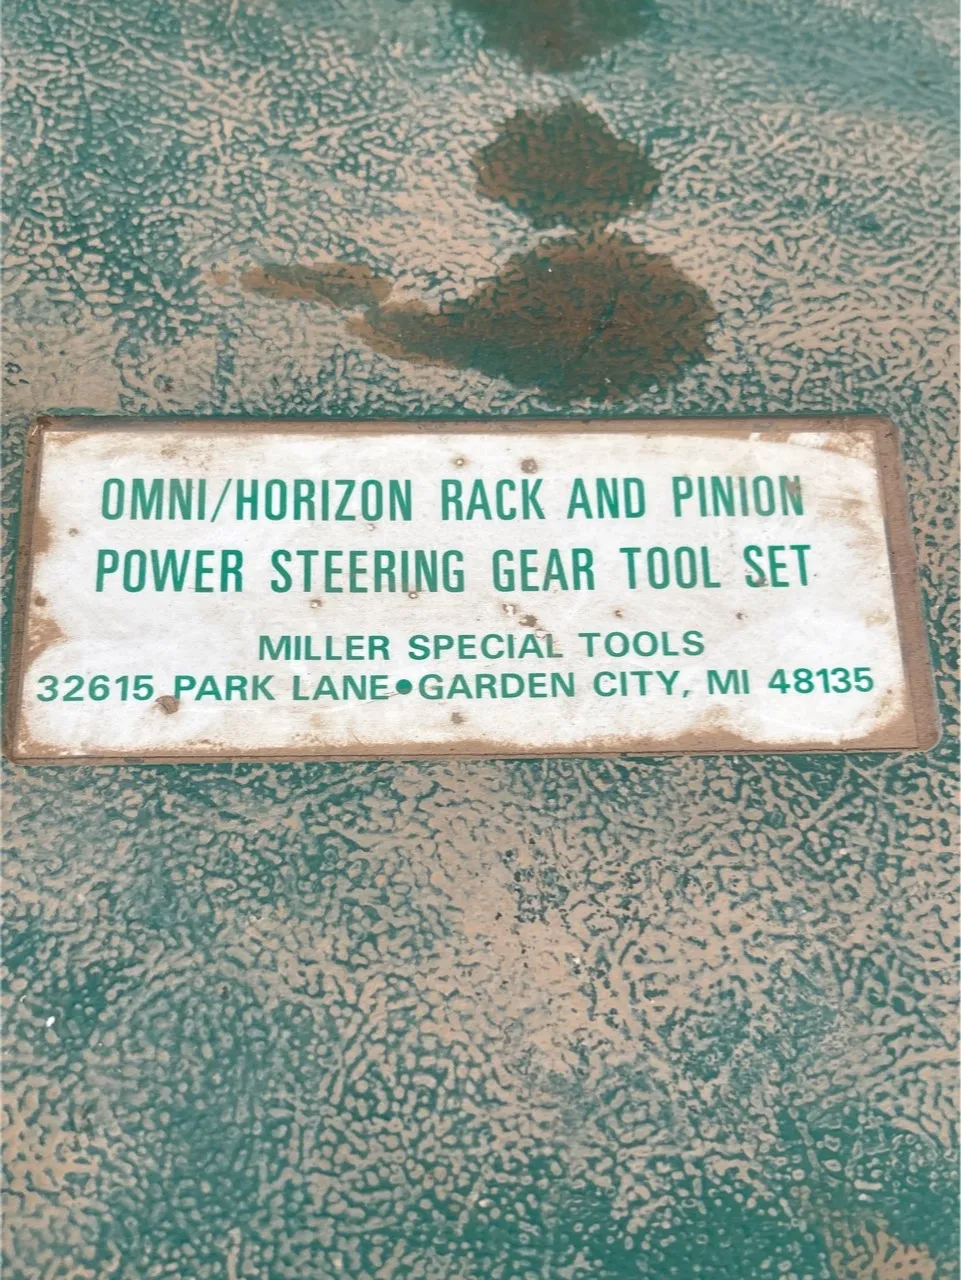 OMNI/HORIZON RACK AND PINION
POWER STEERING GEAR TOOL SET
MILLER SPECIAL TOOLS
32615 PARK LANE●GARDEN CITY, MI 48135